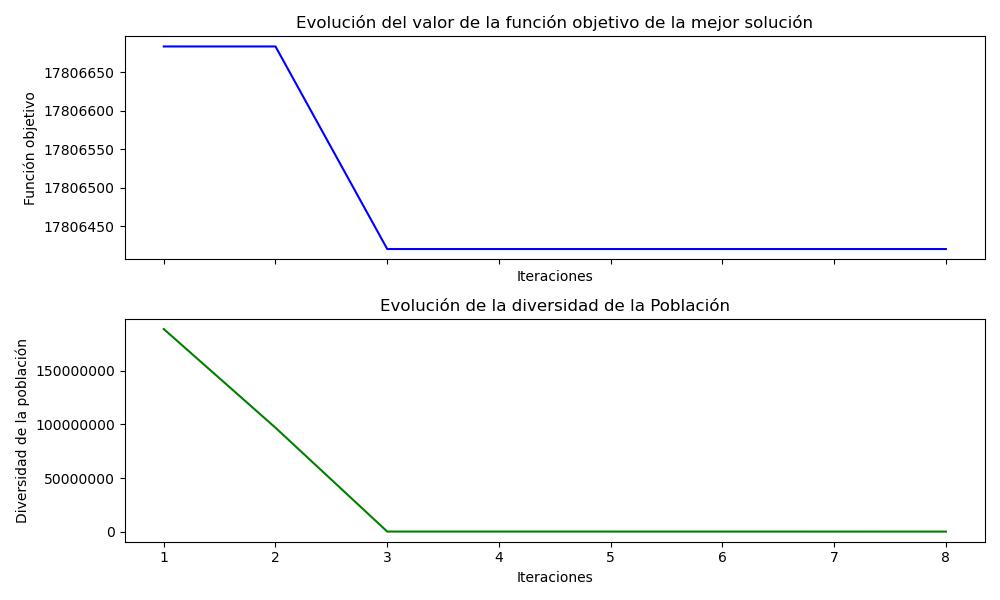 Evolución del valor de la función objetivo de la mejor solución
Función objetivo
17806650
17806600
17806550
17806500
17806450
Iteraciones
Evolución de la diversidad de la Población
Diversidad de la población
150000000
100000000
50000000
0
1 2 3 4 5 6 7 8
Iteraciones